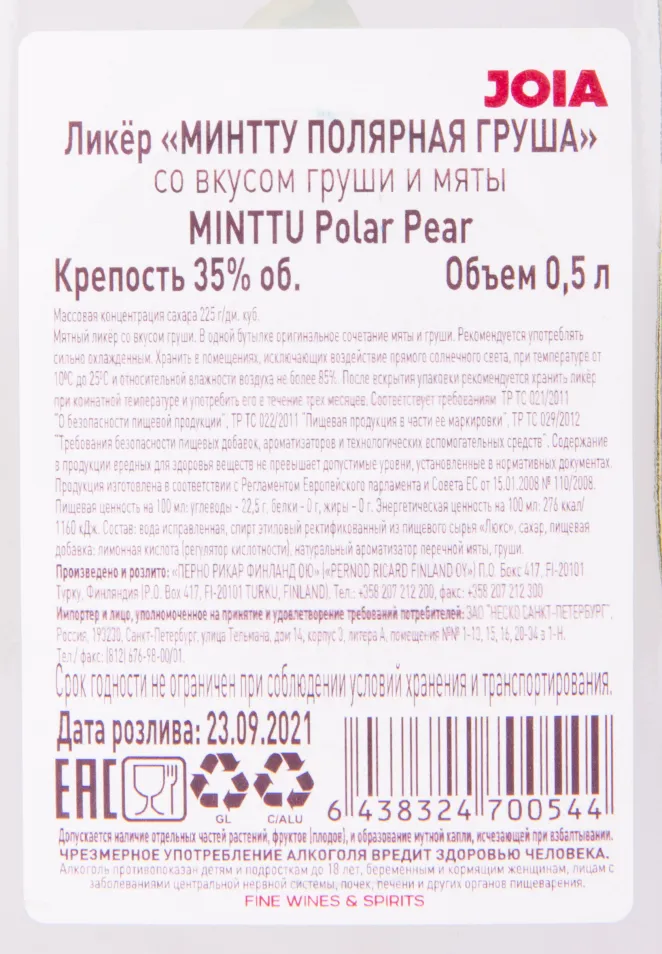 JOIA
Ликёр «МИНТТУ ПОЛЯРНАЯ ГРУША»
со вкусом груши и мяты
MINTTU Polar Pear
Крепость 35% об. Объем 0,5 л
Массовая концентрация сахара 225 г/дм. куб.
Мятный ликер со вкусом груши. В одной бутылке оригинальное сочетание мяты и груши. Рекомендуется употреблять
сильно охлажденным. Хранить в помещениях, исключающих воздействие прямого солнечного света, при температуре от
10ºС до 25ºС и относительной влажности воздуха не более 85%. После вскрытия упаковки рекомендуется хранить ликёр
при комнатной температуре и употребить его в течение трех месяцев. Соответствует требованиям ТР ТС 021/2011
"О безопасности пищевой продукции", ТР ТС 022/2011 "Пищевая продукция в части ее маркировки", ТР ТС 029/2012
"Требования безопасности пищевых добавок, ароматизаторов и технологических вспомогательных средств". Содержание
в продукции вредных для здоровья веществ не превышает допустимые уровни, установленные в нормативных документах.
Продукция изготовлена в соответствии с Регламентом Европейского парламента и Совета ЕС от 15.01.2008 № 110/2008.
Пищевая ценность на 100 мл: углеводы - 22,5 г, белки - 0 г, жиры - 0 г. Энергетическая ценность на 100 мл: 276 ккал/
1160 кДж. Состав: вода исправленная, спирт этиловый ректификованный из пищевого сырья «Люкс», сахар, пищевая
добавка: лимонная кислота (регулятор кислотности), натуральный ароматизатор перечной мяты, груши.
Произведено и розлито: «ПЕРНО РИКАР ФИНЛАНД ОЮ» («PERNOD RICARD FINLAND OY») П.О. Бокс 417, FI-20101
Турку, Финляндия (P.O. Box 417, FI-20101 TURKU, FINLAND). Тел.: +358 207 212 200, факс: +358 207 212 300
Импортер и лицо, уполномоченное на принятие и удовлетворение требований потребителей: ЗАО "НЕСКО САНКТ-ПЕТЕРБУРГ",
Россия, 193230, Санкт-Петербург, улица Тельмана, дом 14, корпус 3, литера А, помещения №№ 1-13, 15, 16, 20-34 в 1-Н.
Тел./ факс: (812) 676-98-00/01.
Срок годности не ограничен при соблюдении условий хранения и транспортирования.
Дата розлива: 23.09.2021
EAC GL C/ALU 6 438324 700544
Допускается наличие отдельных частей растений, фруктов (плодов), и образование мутной капли, исчезающей при взбалтывании.
ЧРЕЗМЕРНОЕ УПОТРЕБЛЕНИЕ АЛКОГОЛЯ ВРЕДИТ ЗДОРОВЬЮ ЧЕЛОВЕКА.
Алкоголь противопоказан детям и подросткам до 18 лет, беременным и кормящим женщинам, лицам с
заболеваниями центральной нервной системы, почек, печени и других органов пищеварения.
FINE WINES & SPIRITS